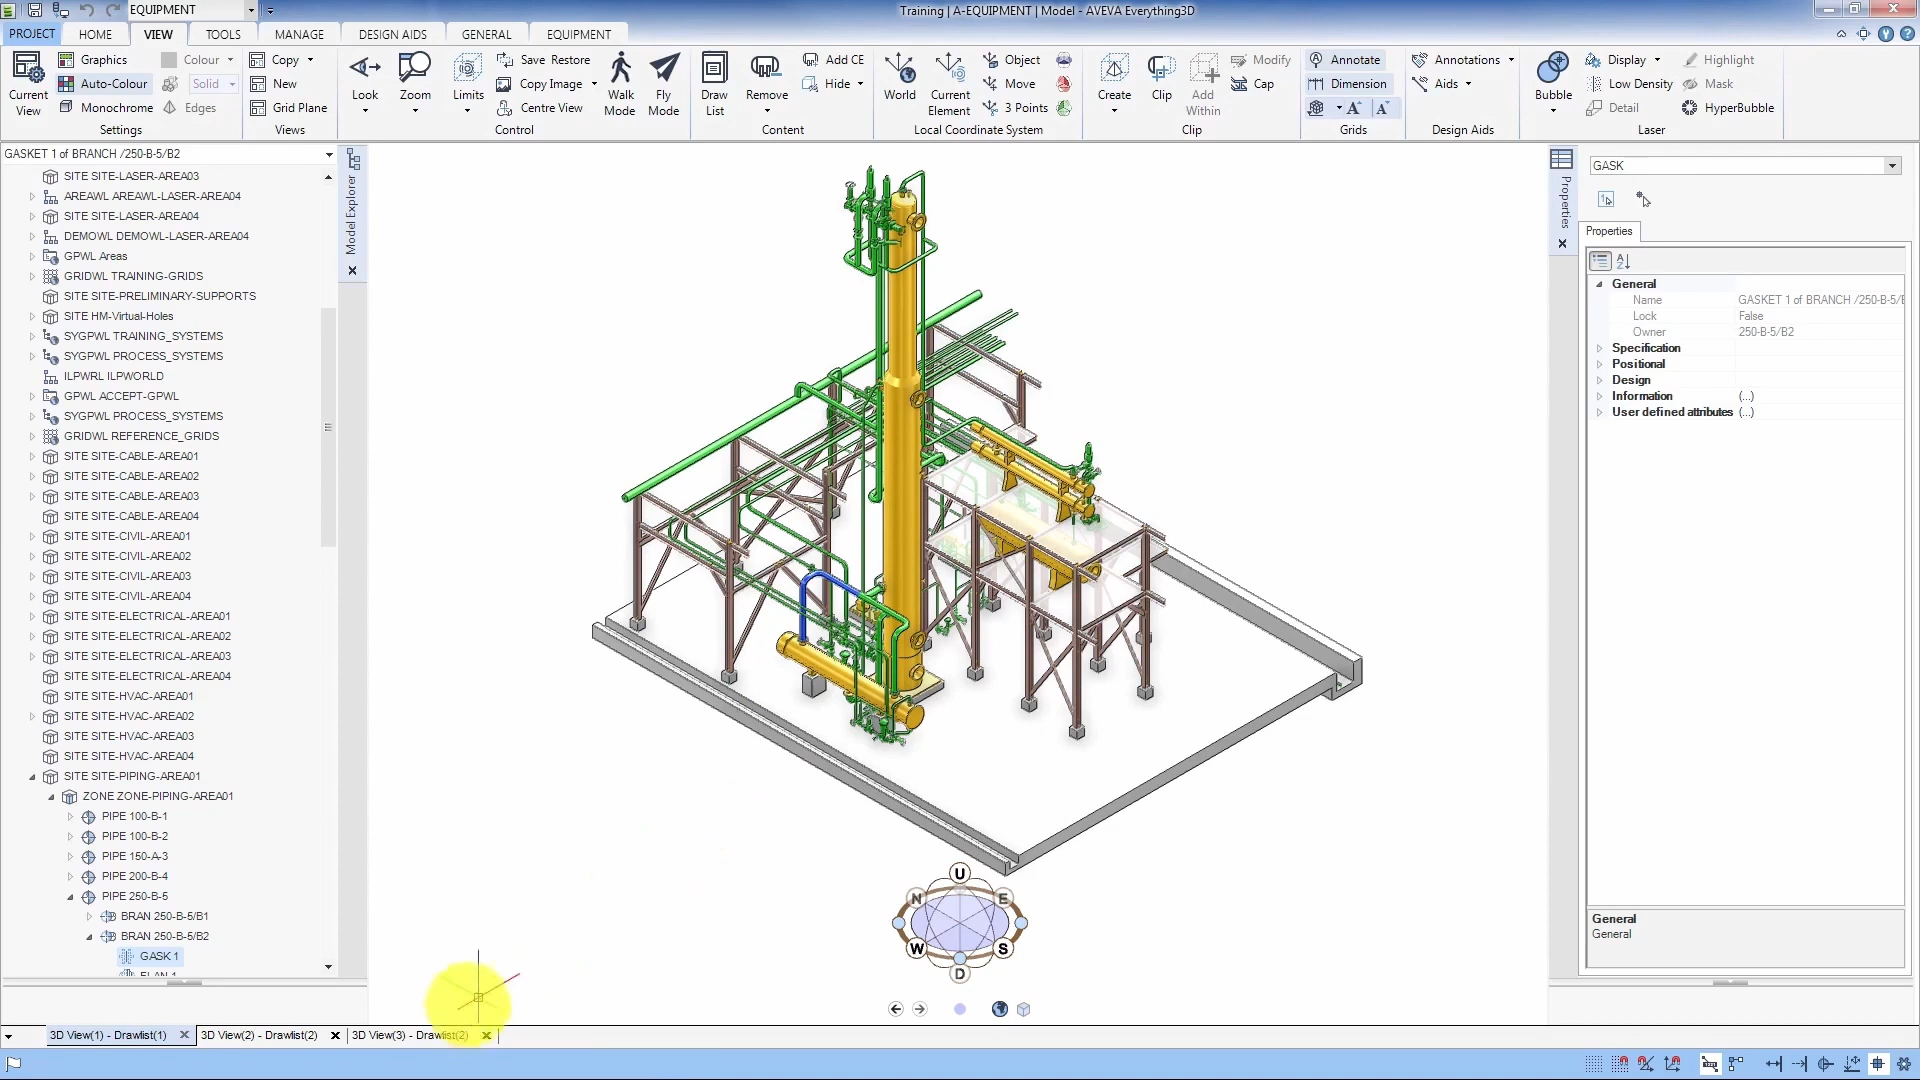 EQUIPMENT
Training | A-EQUIPMENT | Model - AVEVA Everything3D
PROJECT HOME VIEW TOOLS MANAGE DESIGN AIDS GENERAL EQUIPMENT
Graphics Colour Copy Save Restore Add CE Object Modify Annotate Annotations Display Highlight
Auto-Colour Solid New Copy Image Hide Move Cap Dimension Aids Low Density Mask
Current View Monochrome Edges Grid Plane Look Zoom Limits Centre View Walk Mode Fly Mode Draw List Remove World Current Element 3 Points Create Clip Add Within A A Bubble Detail HyperBubble
Settings Views Control Content Local Coordinate System Clip Grids Design Aids Laser
GASKET 1 of BRANCH /250-B-5/B2
SITE SITE-LASER-AREA03
AREAWL AREAWL-LASER-AREA04
SITE SITE-LASER-AREA04
DEMOWL DEMOWL-LASER-AREA04
GPWL Areas
GRIDWL TRAINING-GRIDS
SITE SITE-PRELIMINARY-SUPPORTS
SITE HM-Virtual-Holes
SYGPWL TRAINING_SYSTEMS
SYGPWL PROCESS_SYSTEMS
ILPWRL ILPWORLD
GPWL ACCEPT-GPWL
SYGPWL PROCESS_SYSTEMS
GRIDWL REFERENCE_GRIDS
SITE SITE-CABLE-AREA01
SITE SITE-CABLE-AREA02
SITE SITE-CABLE-AREA03
SITE SITE-CABLE-AREA04
SITE SITE-CIVIL-AREA01
SITE SITE-CIVIL-AREA02
SITE SITE-CIVIL-AREA03
SITE SITE-CIVIL-AREA04
SITE SITE-ELECTRICAL-AREA01
SITE SITE-ELECTRICAL-AREA02
SITE SITE-ELECTRICAL-AREA03
SITE SITE-ELECTRICAL-AREA04
SITE SITE-HVAC-AREA01
SITE SITE-HVAC-AREA02
SITE SITE-HVAC-AREA03
SITE SITE-HVAC-AREA04
SITE SITE-PIPING-AREA01
ZONE ZONE-PIPING-AREA01
PIPE 100-B-1
PIPE 100-B-2
PIPE 150-A-3
PIPE 200-B-4
PIPE 250-B-5
BRAN 250-B-5/B1
BRAN 250-B-5/B2
GASK 1
Model Explorer
U
N E
W S
D
Properties
GASK
Properties
General
Name GASKET 1 of BRANCH /250-B-5/
Lock False
Owner 250-B-5/B2
Specification
Positional
Design
Information (...)
User defined attributes (...)
General
General
3D View(1) - Drawlist(1) 3D View(2) - Drawlist(2) 3D View(3) - Drawlist(2)